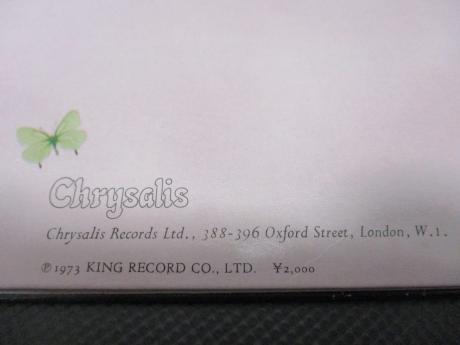 Chrysalis
Chrysalis Records Ltd., 388-396 Oxford Street, London, W.1.
℗ 1973 KING RECORD CO., LTD. ¥2,000